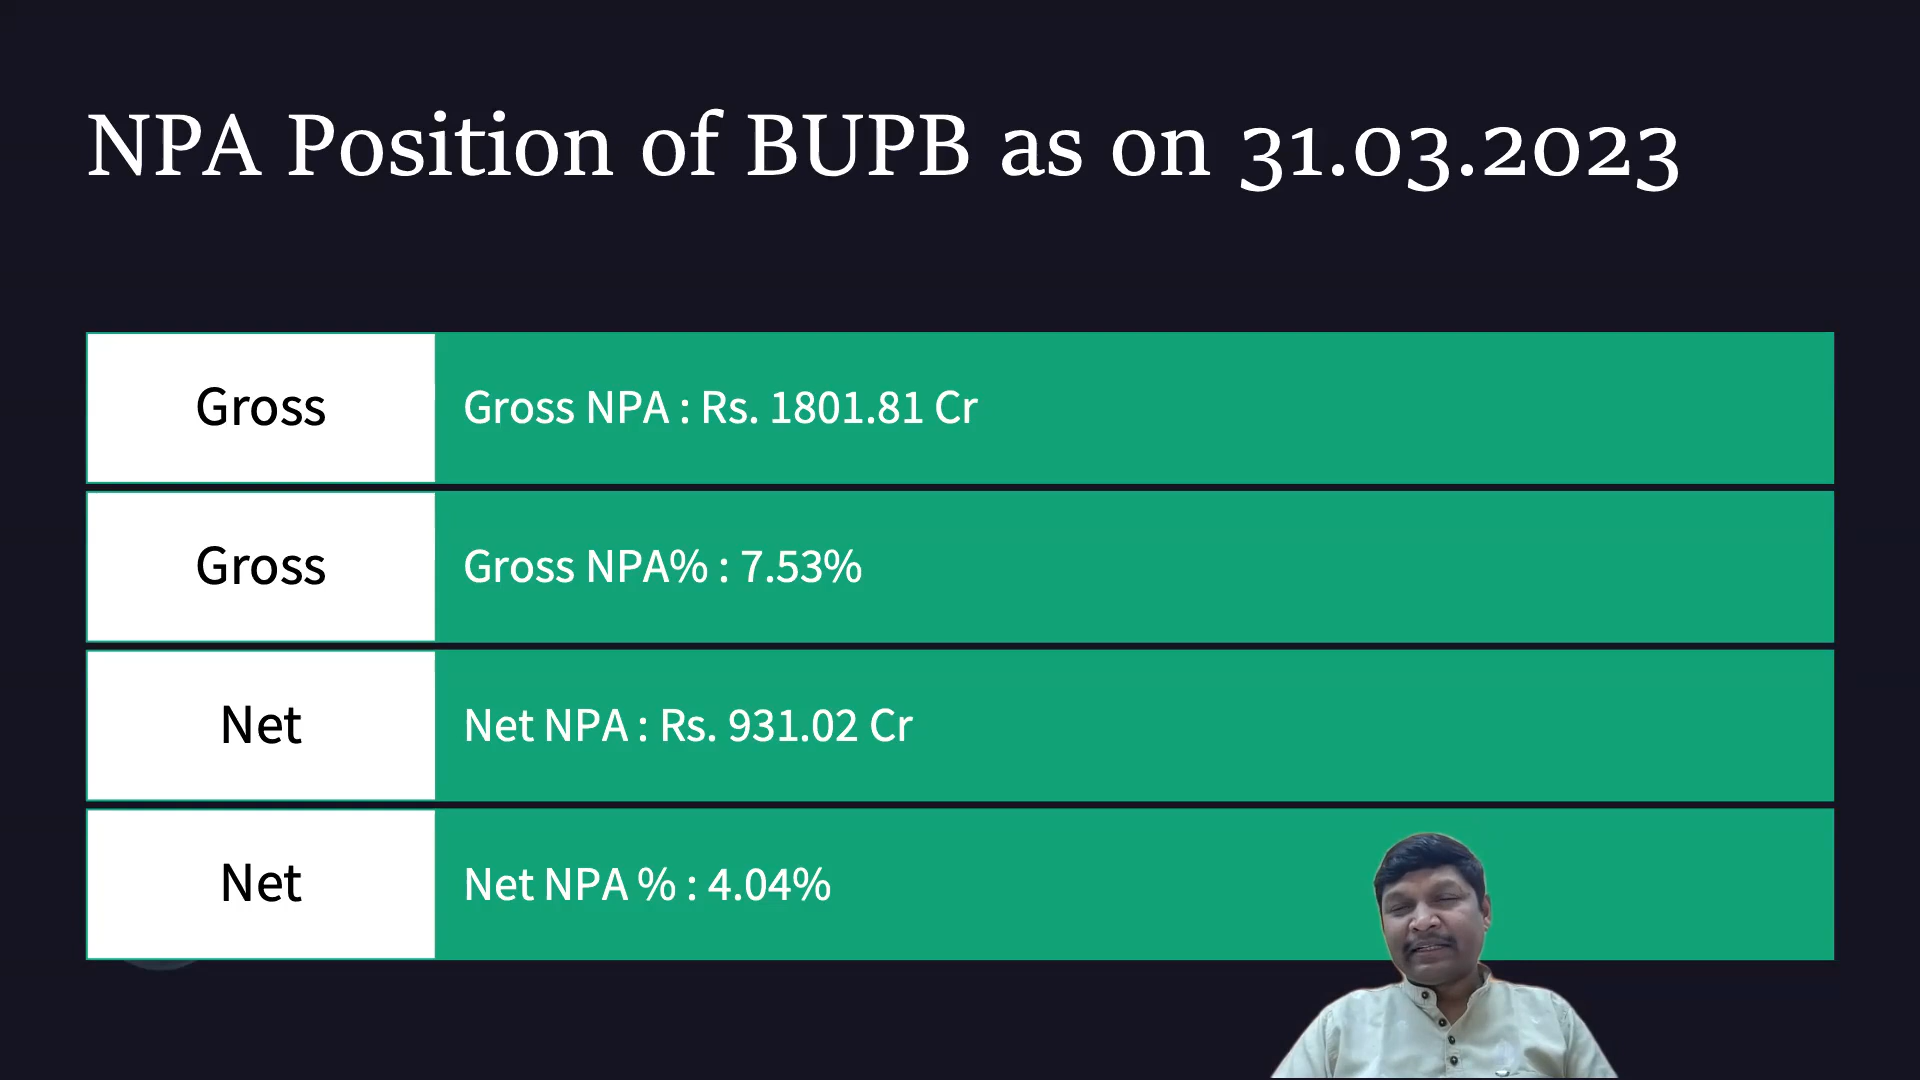 NPA Position of BUPB as on 31.03.2023
Gross
Gross NPA : Rs. 1801.81 Cr
Gross
Gross NPA% : 7.53%
Net
Net NPA : Rs. 931.02 Cr
Net
Net NPA % : 4.04%